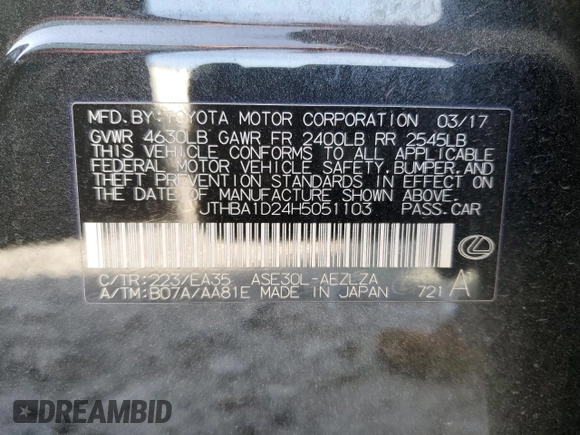 MFD. BY: TOYOTA MOTOR CORPORATION 03/17
GVWR 4630LB GAWR FR 2400LB RR 2545LB
THIS VEHICLE CONFORMS TO ALL APPLICABLE
FEDERAL MOTOR VEHICLE SAFETY, BUMPER, AND
THEFT PREVENTION STANDARDS IN EFFECT ON
THE DATE OF MANUFACTURE SHOWN ABOVE.
JTHBA1D24H5051103 PASS. CAR
C/TR: 223/EA35 ASE30L-AEZLZA
A/TM: B07A/AA81E MADE IN JAPAN 721 A
DREAMBID